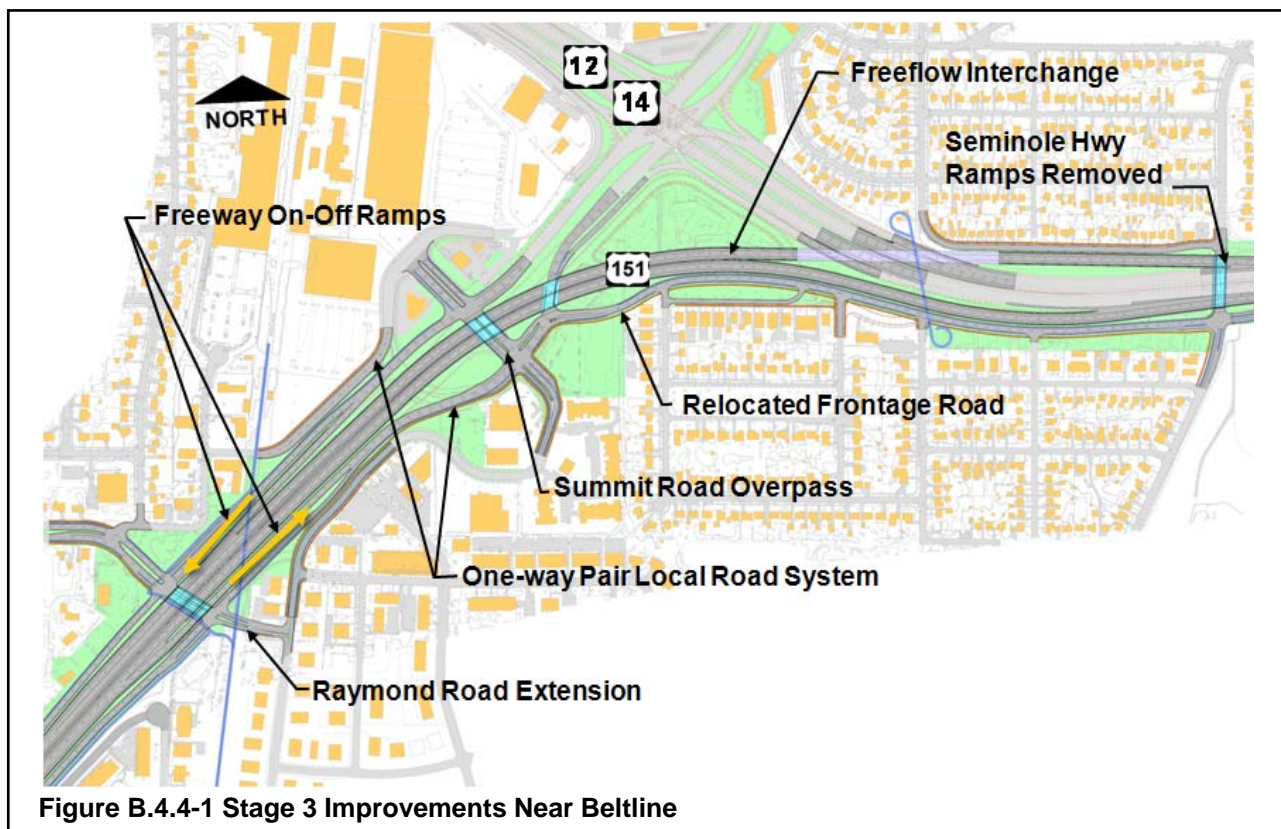 12
14
Freeflow Interchange
NORTH
Seminole Hwy
Ramps Removed
Freeway On-Off Ramps
151
Relocated Frontage Road
Summit Road Overpass
One-way Pair Local Road System
Raymond Road Extension
Figure B.4.4-1 Stage 3 Improvements Near Beltline